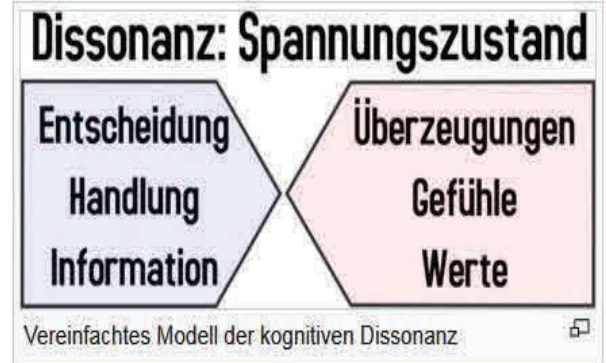 Dissonanz: Spannungszustand
Entscheidung
Handlung
Information
Überzeugungen
Gefühle
Werte
Vereinfachtes Modell der kognitiven Dissonanz